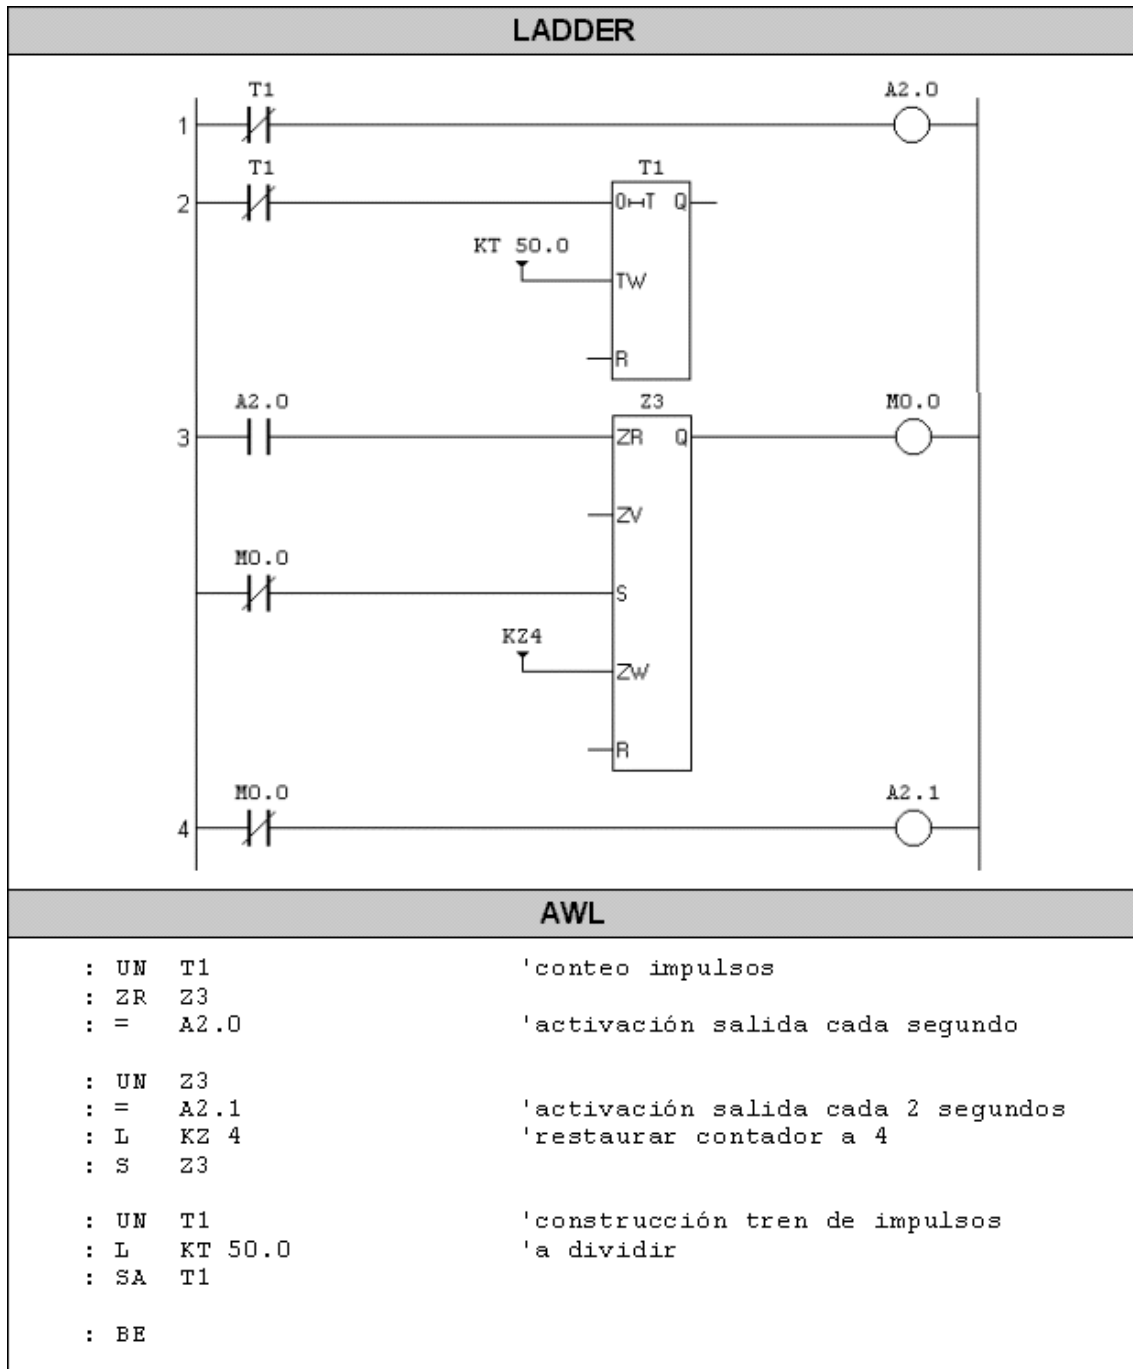 LADDER
T1 A2.0
1
T1 T1
2 0⊢⊣T Q
KT 50.0
TW
R
A2.0 Z3 M0.0
3 ZR Q
ZV
M0.0
S
KZ4
ZW
R
M0.0 A2.1
4
AWL
: UN T1 'conteo impulsos
: ZR Z3
: = A2.0 'activación salida cada segundo
: UN Z3
: = A2.1 'activación salida cada 2 segundos
: L KZ 4 'restaurar contador a 4
: S Z3
: UN T1 'construcción tren de impulsos
: L KT 50.0 'a dividir
: SA T1
: BE